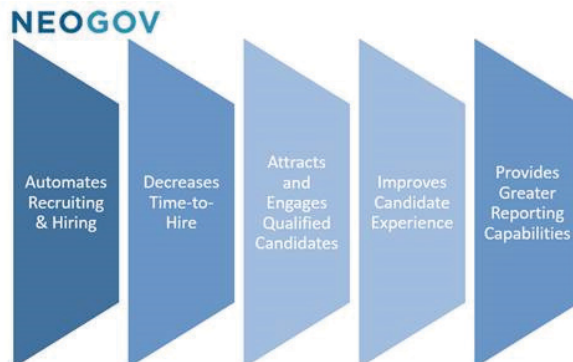 NEOGOV
Automates
Recruiting
& Hiring
Decreases
Time-to-
Hire
Attracts
and
Engages
Qualified
Candidates
Improves
Candidate
Experience
Provides
Greater
Reporting
Capabilities